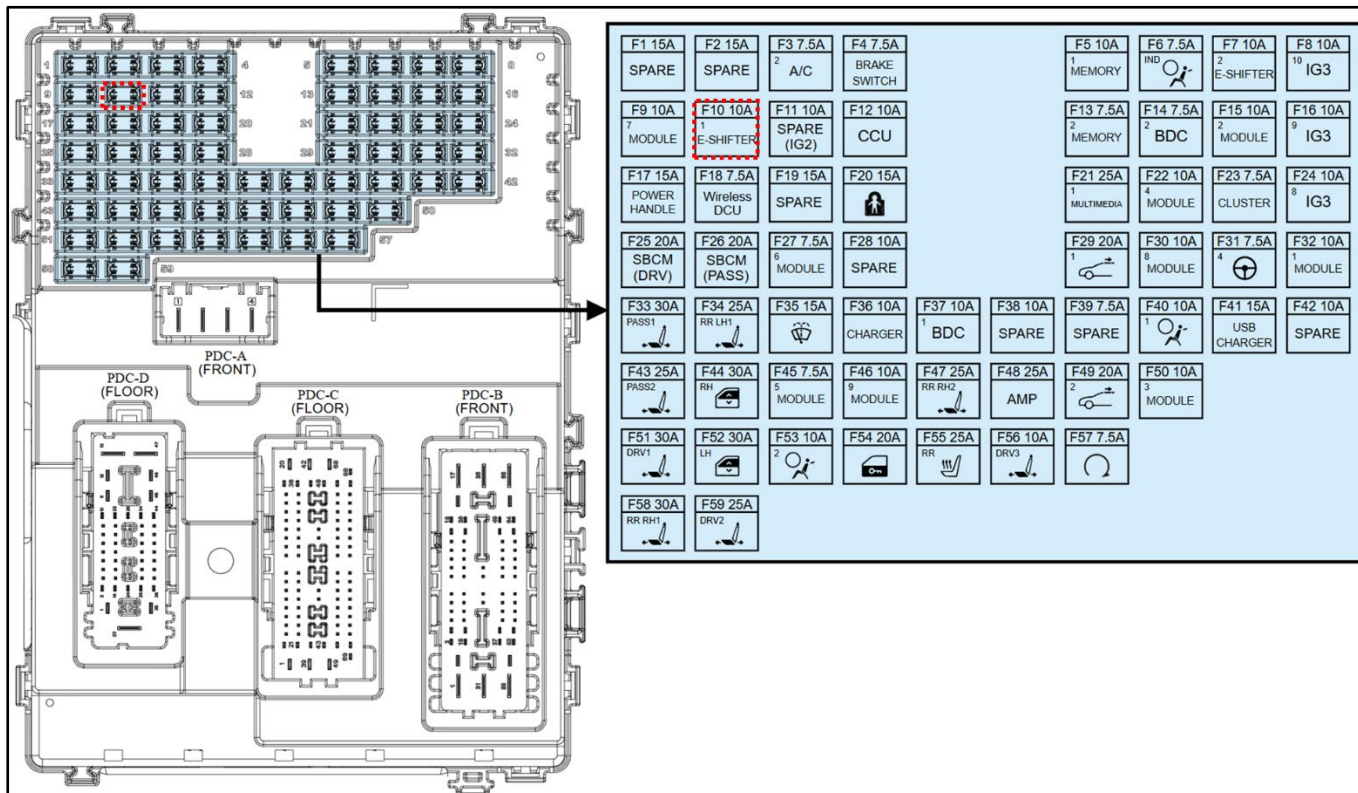 1 4 5 8
9 12 13 16
17 20 21 24
25 28 29 32
33 42
43 50
51 57
58 59
1 4
PDC-A
(FRONT)
PDC-D
(FLOOR)
PDC-C
(FLOOR)
PDC-B
(FRONT)
F1 15A F2 15A F3 7.5A F4 7.5A F5 10A F6 7.5A F7 10A F8 10A
SPARE SPARE 2 A/C BRAKE SWITCH 1 MEMORY IND 2 E-SHIFTER 10 IG3
F9 10A F10 10A F11 10A F12 10A F13 7.5A F14 7.5A F15 10A F16 10A
7 MODULE 1 E-SHIFTER SPARE (IG2) CCU 2 MEMORY 2 BDC 2 MODULE 9 IG3
F17 15A F18 7.5A F19 15A F20 15A F21 25A F22 10A F23 7.5A F24 10A
POWER HANDLE Wireless DCU SPARE 1 MULTIMEDIA 4 MODULE CLUSTER 8 IG3
F25 20A F26 20A F27 7.5A F28 10A F29 20A F30 10A F31 7.5A F32 10A
SBCM (DRV) SBCM (PASS) 6 MODULE SPARE 1 8 MODULE 4 1 MODULE
F33 30A F34 25A F35 15A F36 10A F37 10A F38 10A F39 7.5A F40 10A F41 15A F42 10A
PASS1 RR LH1 CHARGER 1 BDC SPARE SPARE 1 USB CHARGER SPARE
F43 25A F44 30A F45 7.5A F46 10A F47 25A F48 25A F49 20A F50 10A
PASS2 RH 5 MODULE 9 MODULE RR RH2 AMP 2 3 MODULE
F51 30A F52 30A F53 10A F54 20A F55 25A F56 10A F57 7.5A
DRV1 LH 2 RR DRV3
F58 30A F59 25A
RR RH1 DRV2